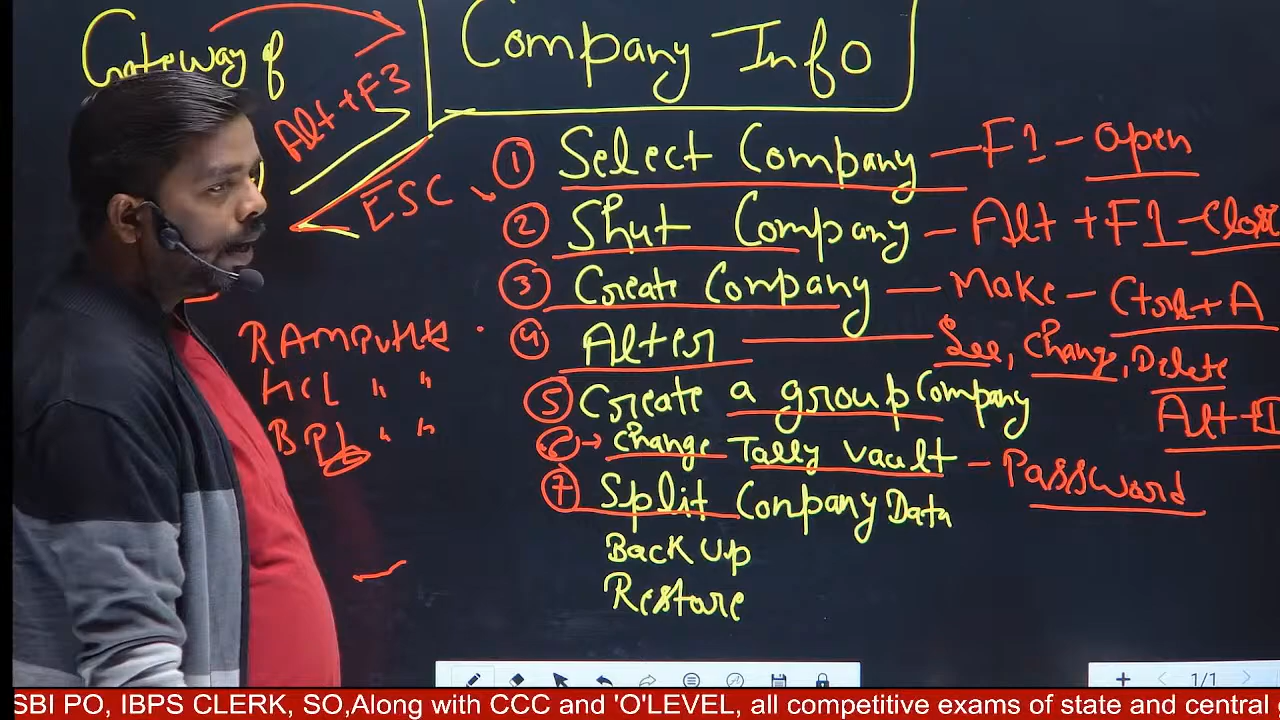 Gateway of
Alt + F3
ESC
Company Info
① Select Company — F1 - open
② Shut Company - Alt + F1 - Close
③ Create Company — Make - Ctrl + A
④ Alter — See, Change, Delete
Alt + D
⑤ Create a group Company
⑥ → Change Tally vault - Password
⑦ Split Company Data
Back Up
Restore
HCL " "
BPL " "
1/1
SBI PO, IBPS CLERK, SO,Along with CCC and 'O'LEVEL, all competitive exams of state and central